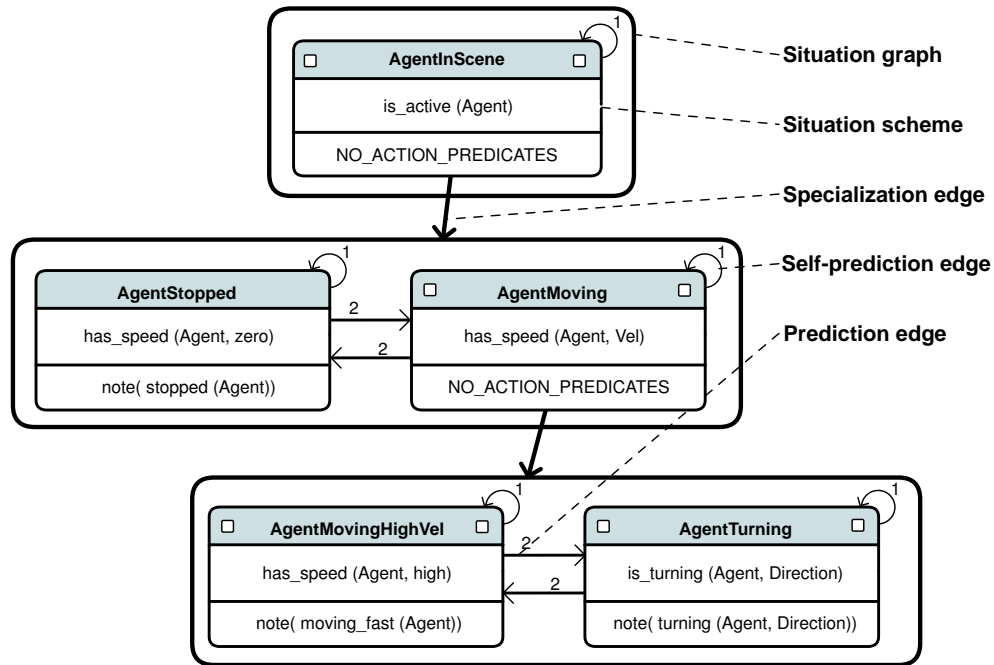 1
AgentInScene
Situation graph
is_active (Agent)
Situation scheme
NO_ACTION_PREDICATES
Specialization edge
1
1
Self-prediction edge
AgentStopped
AgentMoving
2
has_speed (Agent, zero)
has_speed (Agent, Vel)
Prediction edge
2
note( stopped (Agent))
NO_ACTION_PREDICATES
1
1
AgentMovingHighVel
AgentTurning
2
has_speed (Agent, high)
is_turning (Agent, Direction)
2
note( moving_fast (Agent))
note( turning (Agent, Direction))